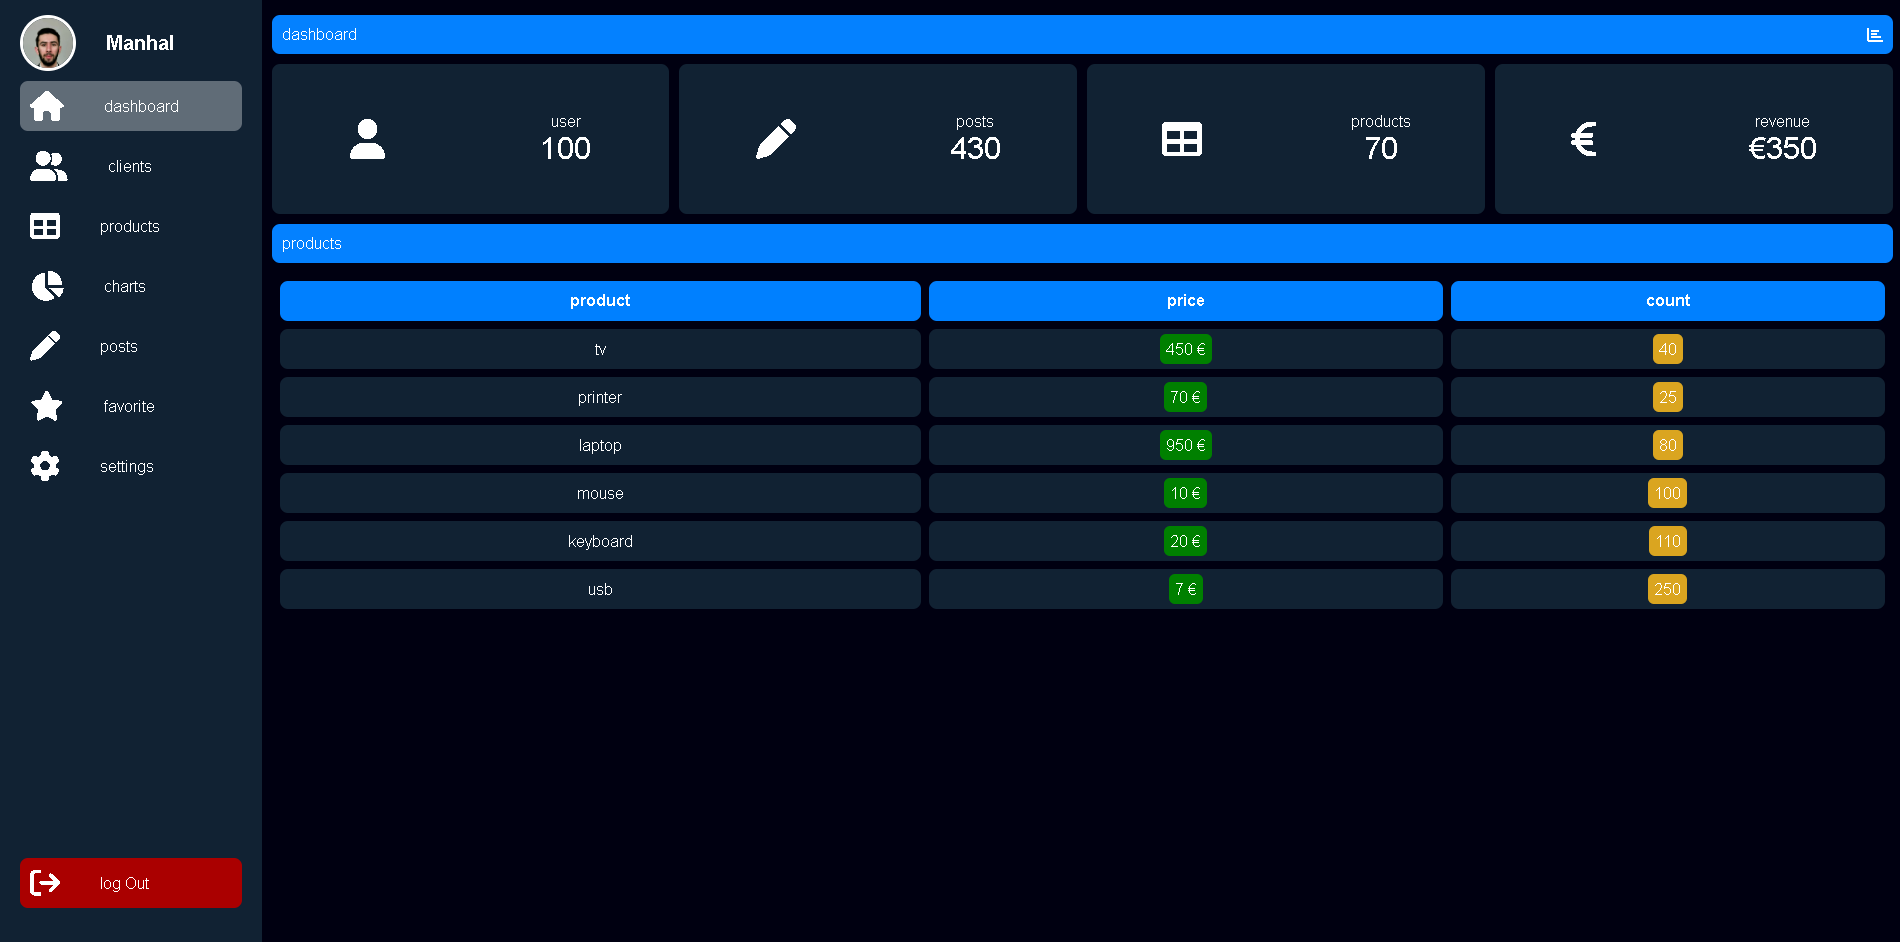 Manhal
dashboard
clients
products
charts
posts
favorite
settings
log Out
dashboard
user
100
posts
430
products
70
revenue
€350
products
product price count
tv 450 € 40
printer 70 € 25
laptop 950 € 80
mouse 10 € 100
keyboard 20 € 110
usb 7 € 250